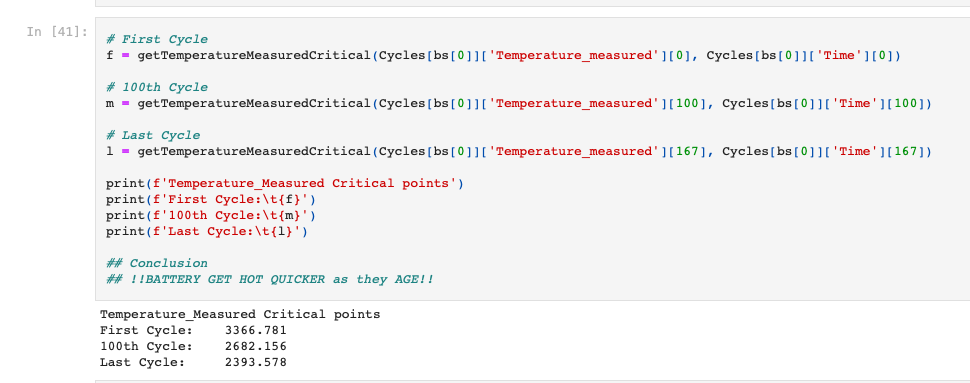 In [41]:
# First Cycle
f = getTemperatureMeasuredCritical(Cycles[bs[0]]['Temperature_measured'][0], Cycles[bs[0]]['Time'][0])
# 100th Cycle
m = getTemperatureMeasuredCritical(Cycles[bs[0]]['Temperature_measured'][100], Cycles[bs[0]]['Time'][100])
# Last Cycle
l = getTemperatureMeasuredCritical(Cycles[bs[0]]['Temperature_measured'][167], Cycles[bs[0]]['Time'][167])
print(f'Temperature_Measured Critical points')
print(f'First Cycle:\t{f}')
print(f'100th Cycle:\t{m}')
print(f'Last Cycle:\t{l}')
## Conclusion
## !!BATTERY GET HOT QUICKER as they AGE!!
Temperature_Measured Critical points
First Cycle:    3366.781
100th Cycle:    2682.156
Last Cycle:     2393.578